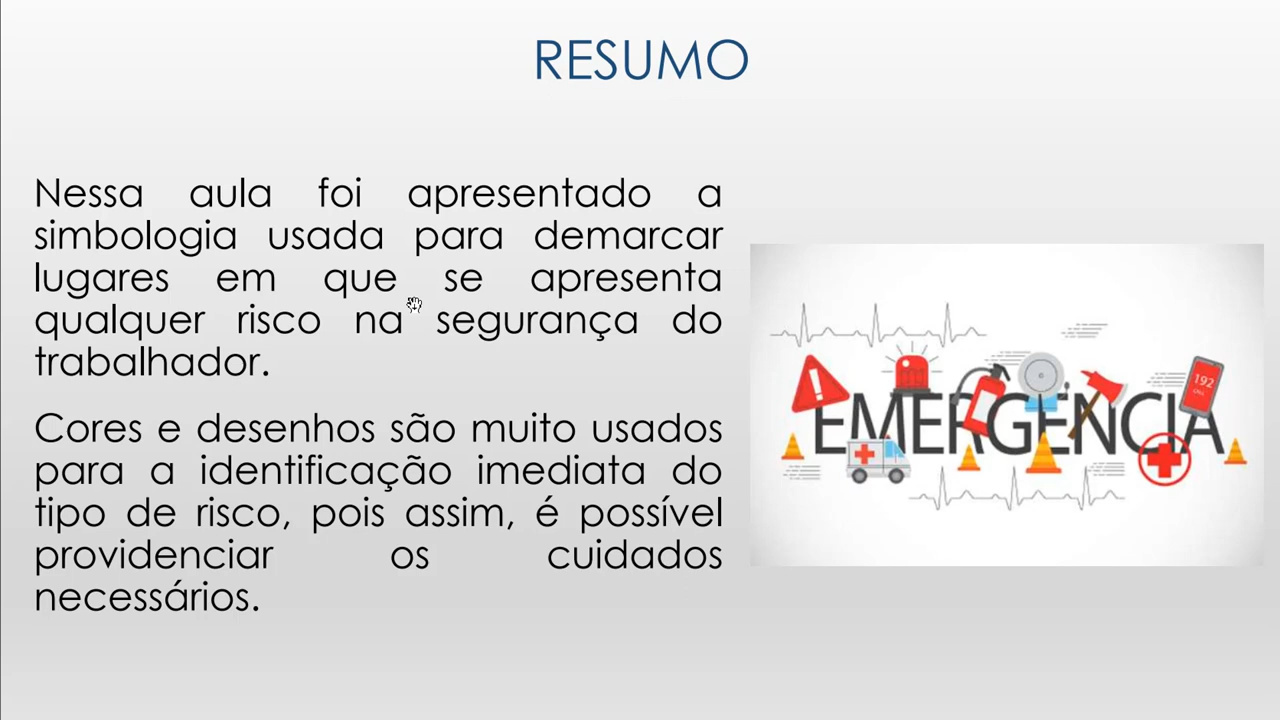 RESUMO
Nessa aula foi apresentado a
simbologia usada para demarcar
lugares em que se apresenta
qualquer risco na segurança do
trabalhador.
Cores e desenhos são muito usados
para a identificação imediata do
tipo de risco, pois assim, é possível
providenciar os cuidados
necessários.
192
EMERGÊNCIA